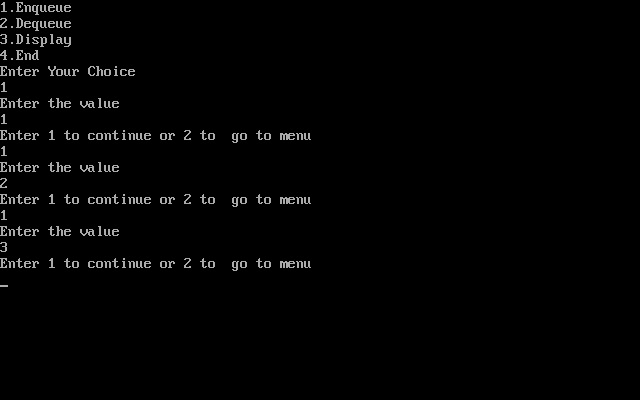 1.Enqueue
2.Dequeue
3.Display
4.End
Enter Your Choice
1
Enter the value
1
Enter 1 to continue or 2 to  go to menu
1
Enter the value
2
Enter 1 to continue or 2 to  go to menu
1
Enter the value
3
Enter 1 to continue or 2 to  go to menu
_